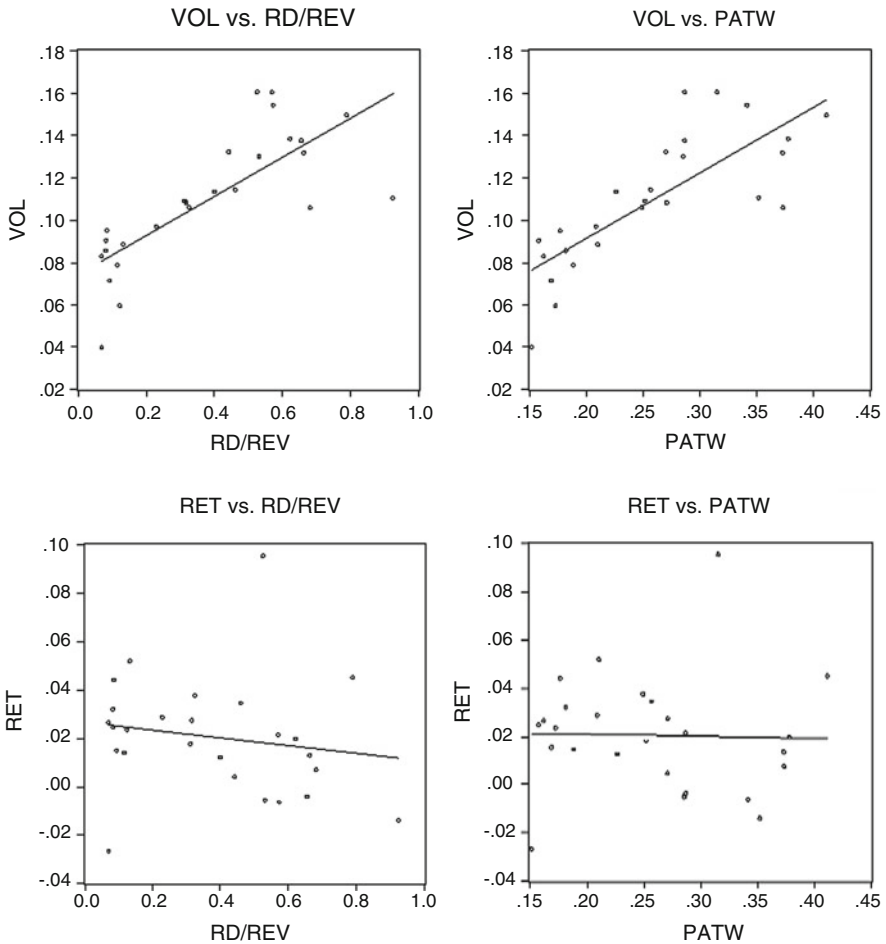 VOL vs. RD/REV
.18
.16
.14
.12
.10
.08
.06
.04
.02
VOL
0.0 0.2 0.4 0.6 0.8 1.0
RD/REV
VOL vs. PATW
.18
.16
.14
.12
.10
.08
.06
.04
.02
VOL
.15 .20 .25 .30 .35 .40 .45
PATW
RET vs. RD/REV
.10
.08
.06
.04
.02
.00
-.02
-.04
RET
0.0 0.2 0.4 0.6 0.8 1.0
RD/REV
RET vs. PATW
.10
.08
.06
.04
.02
.00
-.02
-.04
RET
.15 .20 .25 .30 .35 .40 .45
PATW